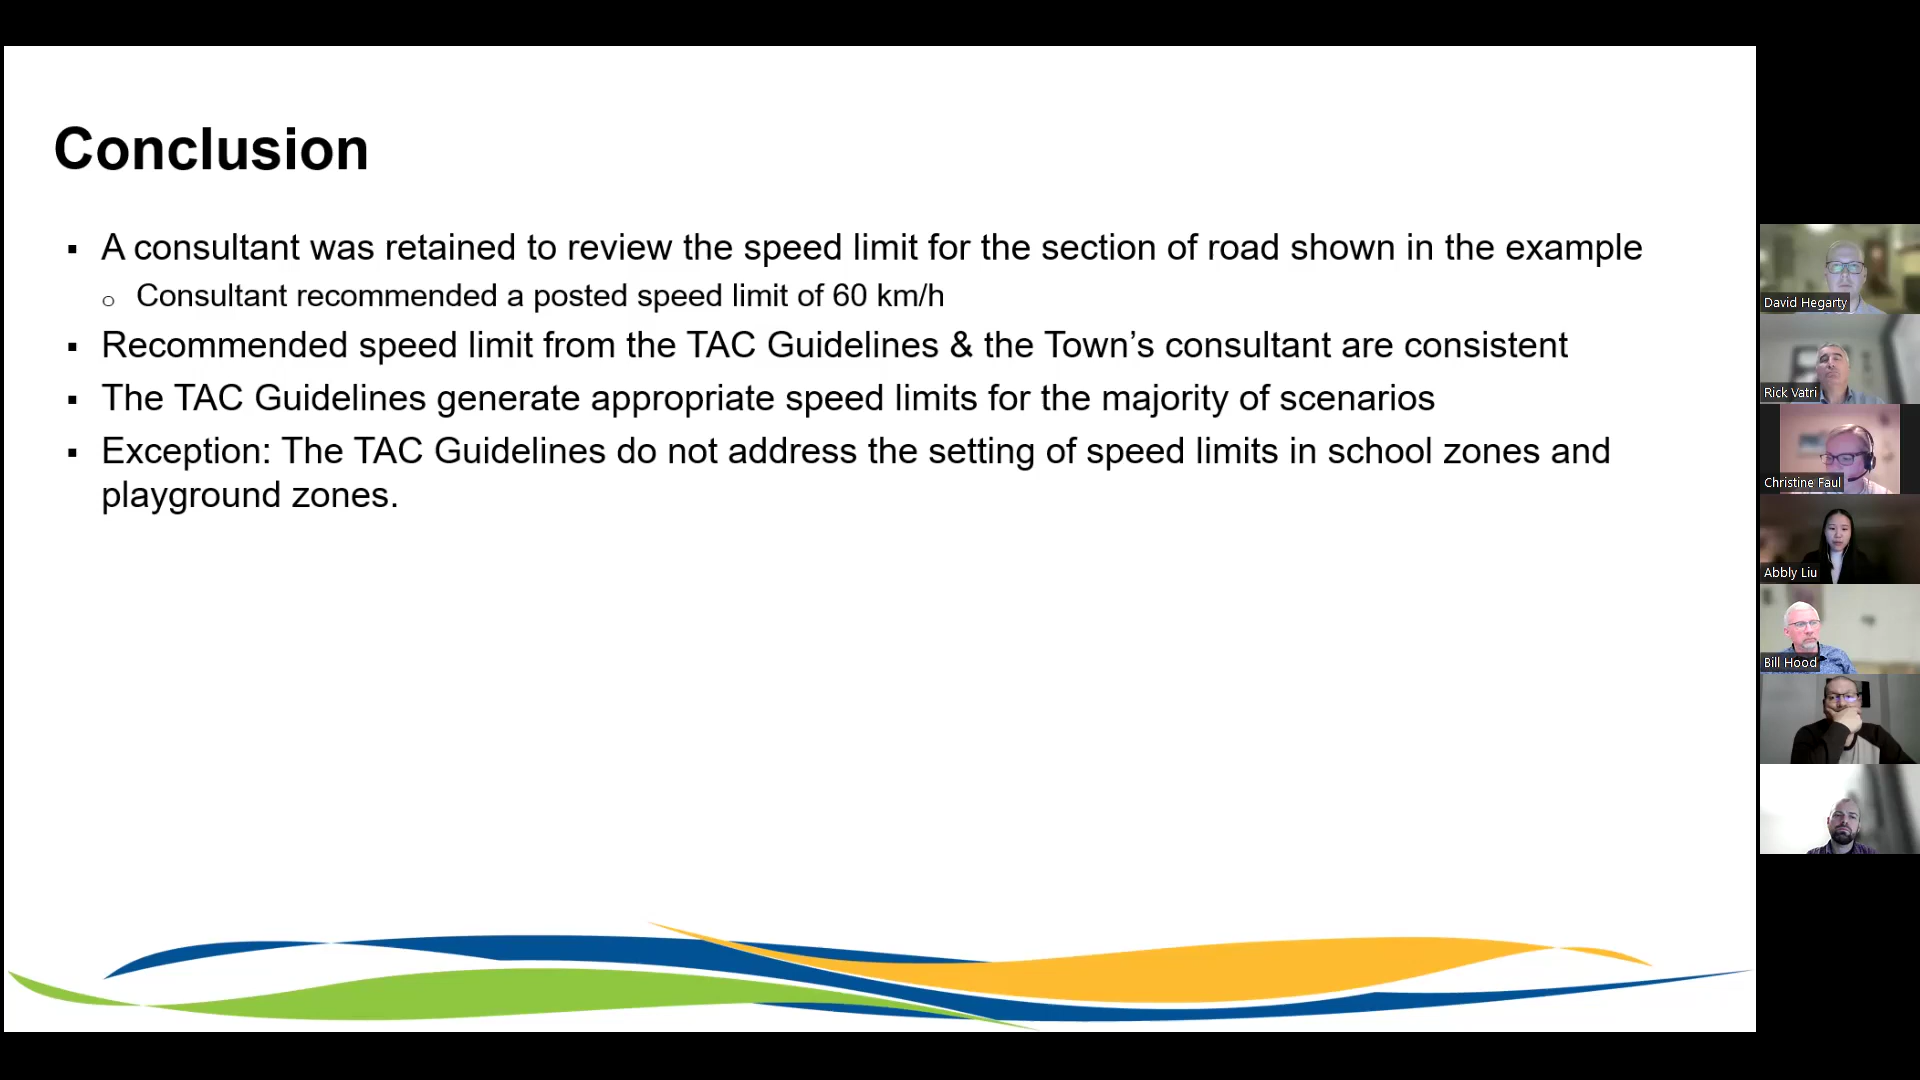 Conclusion
▪ A consultant was retained to review the speed limit for the section of road shown in the example
o Consultant recommended a posted speed limit of 60 km/h
▪ Recommended speed limit from the TAC Guidelines & the Town’s consultant are consistent
▪ The TAC Guidelines generate appropriate speed limits for the majority of scenarios
▪ Exception: The TAC Guidelines do not address the setting of speed limits in school zones and
playground zones.
David Hegarty
Rick Vatri
Christine Faul
Abbly Liu
Bill Hood